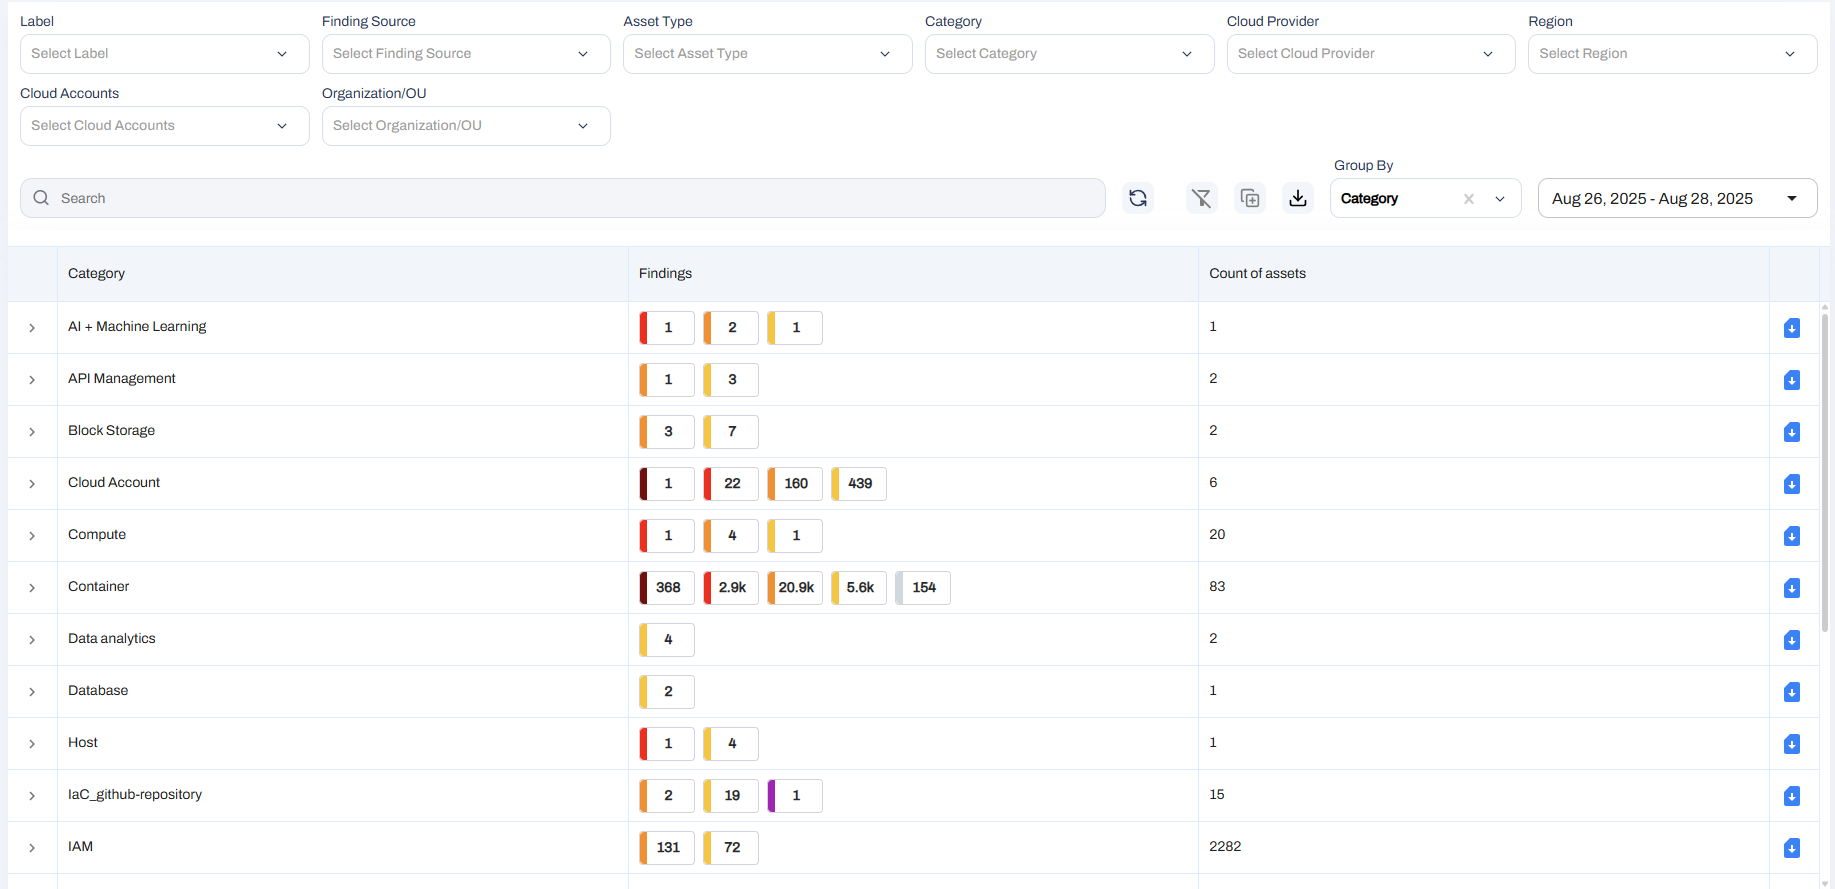 Label Finding Source Asset Type Category Cloud Provider Region
Select Label Select Finding Source Select Asset Type Select Category Select Cloud Provider Select Region
Cloud Accounts Organization/OU
Select Cloud Accounts Select Organization/OU
Group By
Search Category Aug 26, 2025 - Aug 28, 2025
Category Findings Count of assets
AI + Machine Learning 1 2 1 1
API Management 1 3 2
Block Storage 3 7 2
Cloud Account 1 22 160 439 6
Compute 1 4 1 20
Container 368 2.9k 20.9k 5.6k 154 83
Data analytics 4 2
Database 2 1
Host 1 4 1
IaC_github-repository 2 19 1 15
IAM 131 72 2282